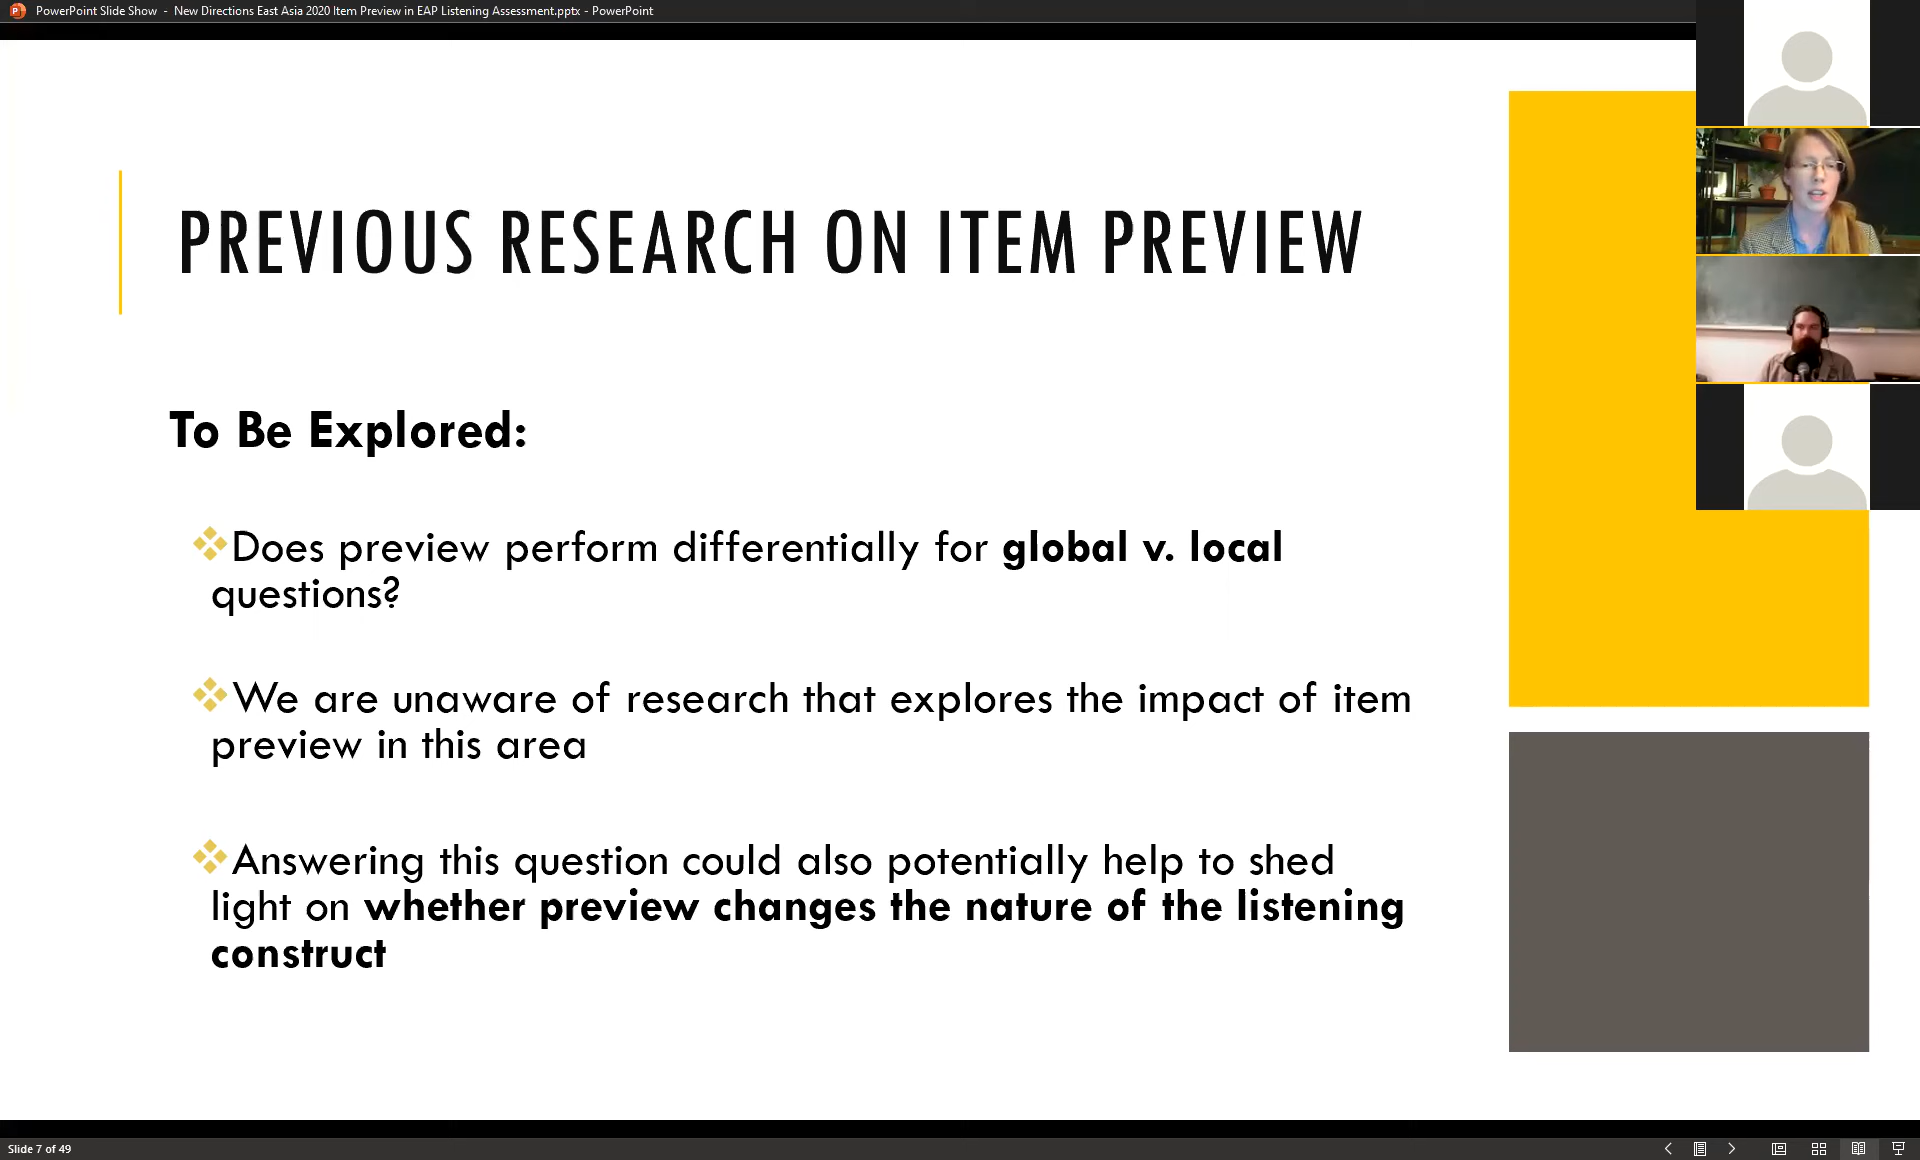 PowerPoint Slide Show - New Directions East Asia 2020 Item Preview in EAP Listening Assessment.pptx - PowerPoint
PREVIOUS RESEARCH ON ITEM PREVIEW
To Be Explored:
Does preview perform differentially for global v. local
questions?
We are unaware of research that explores the impact of item
preview in this area
Answering this question could also potentially help to shed
light on whether preview changes the nature of the listening
construct
Slide 7 of 49